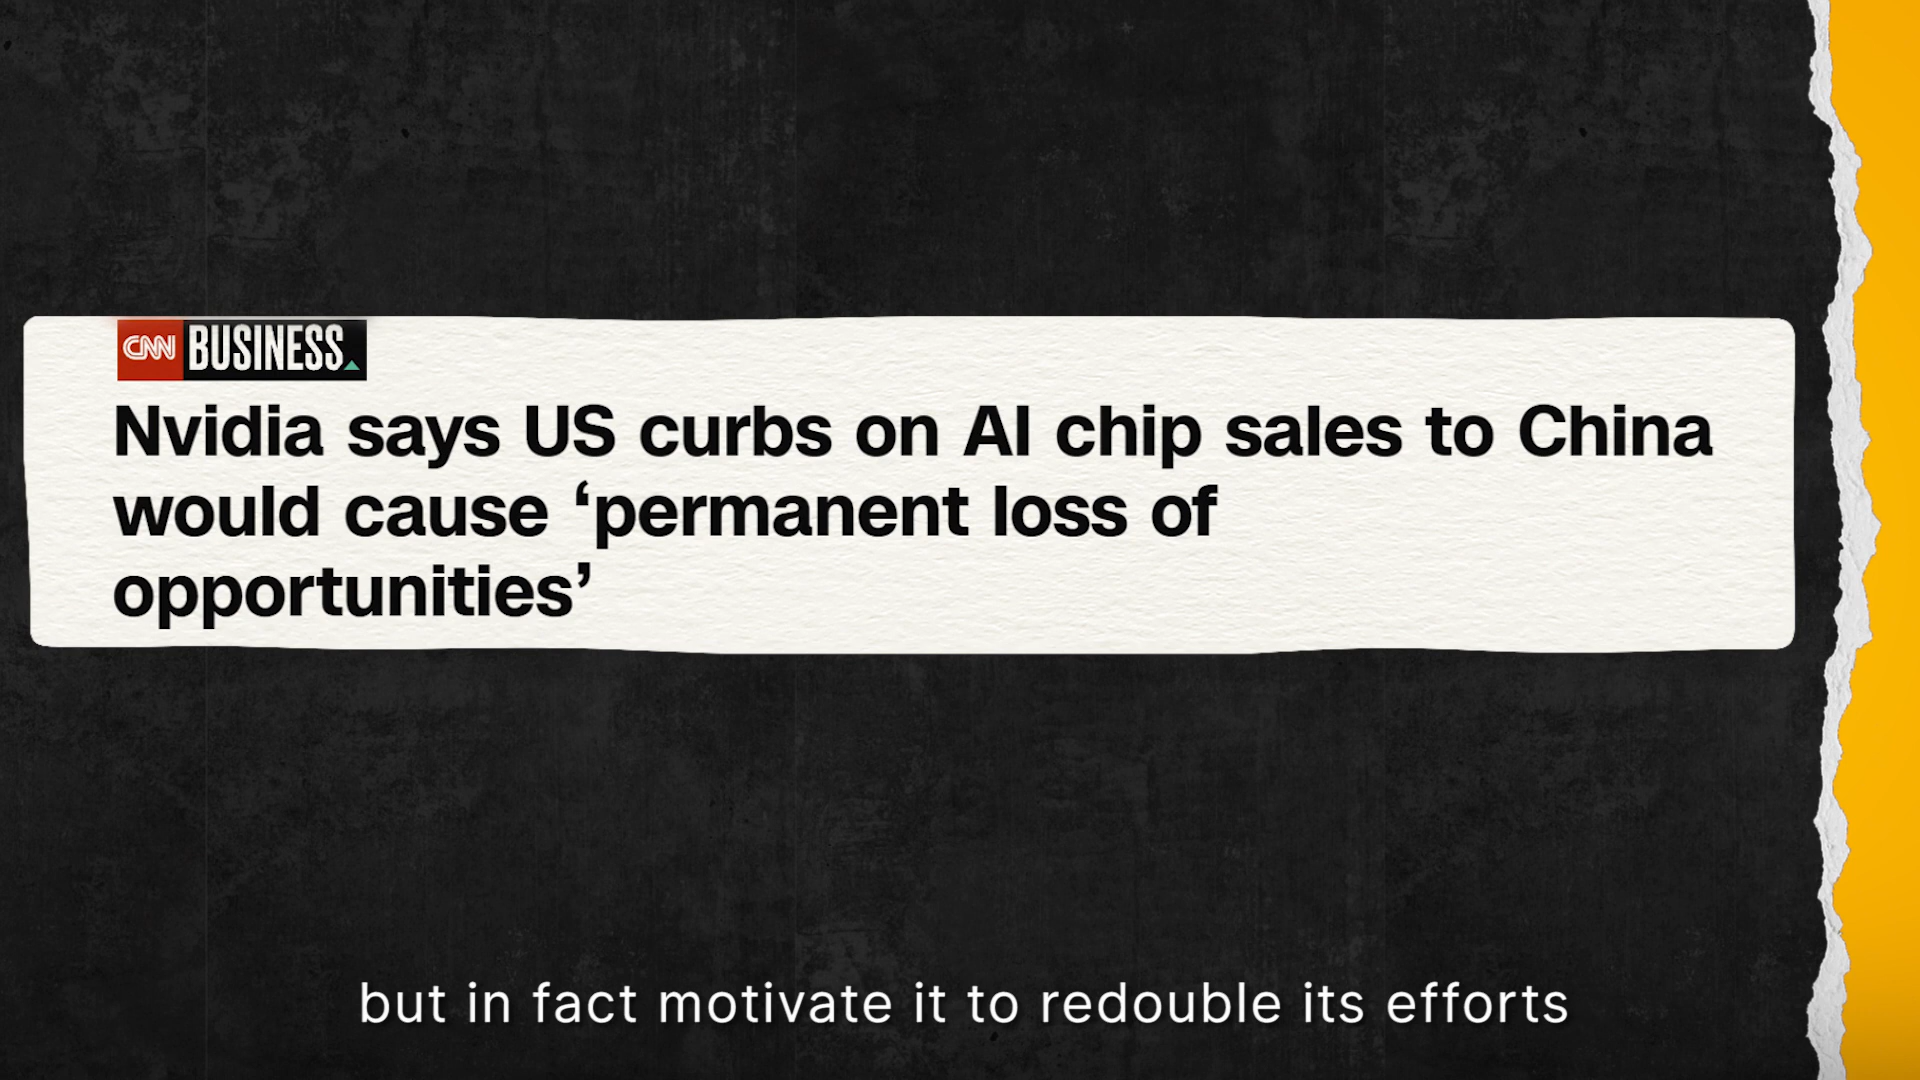 CNN BUSINESS
Nvidia says US curbs on AI chip sales to China
would cause ‘permanent loss of
opportunities’
but in fact motivate it to redouble its efforts